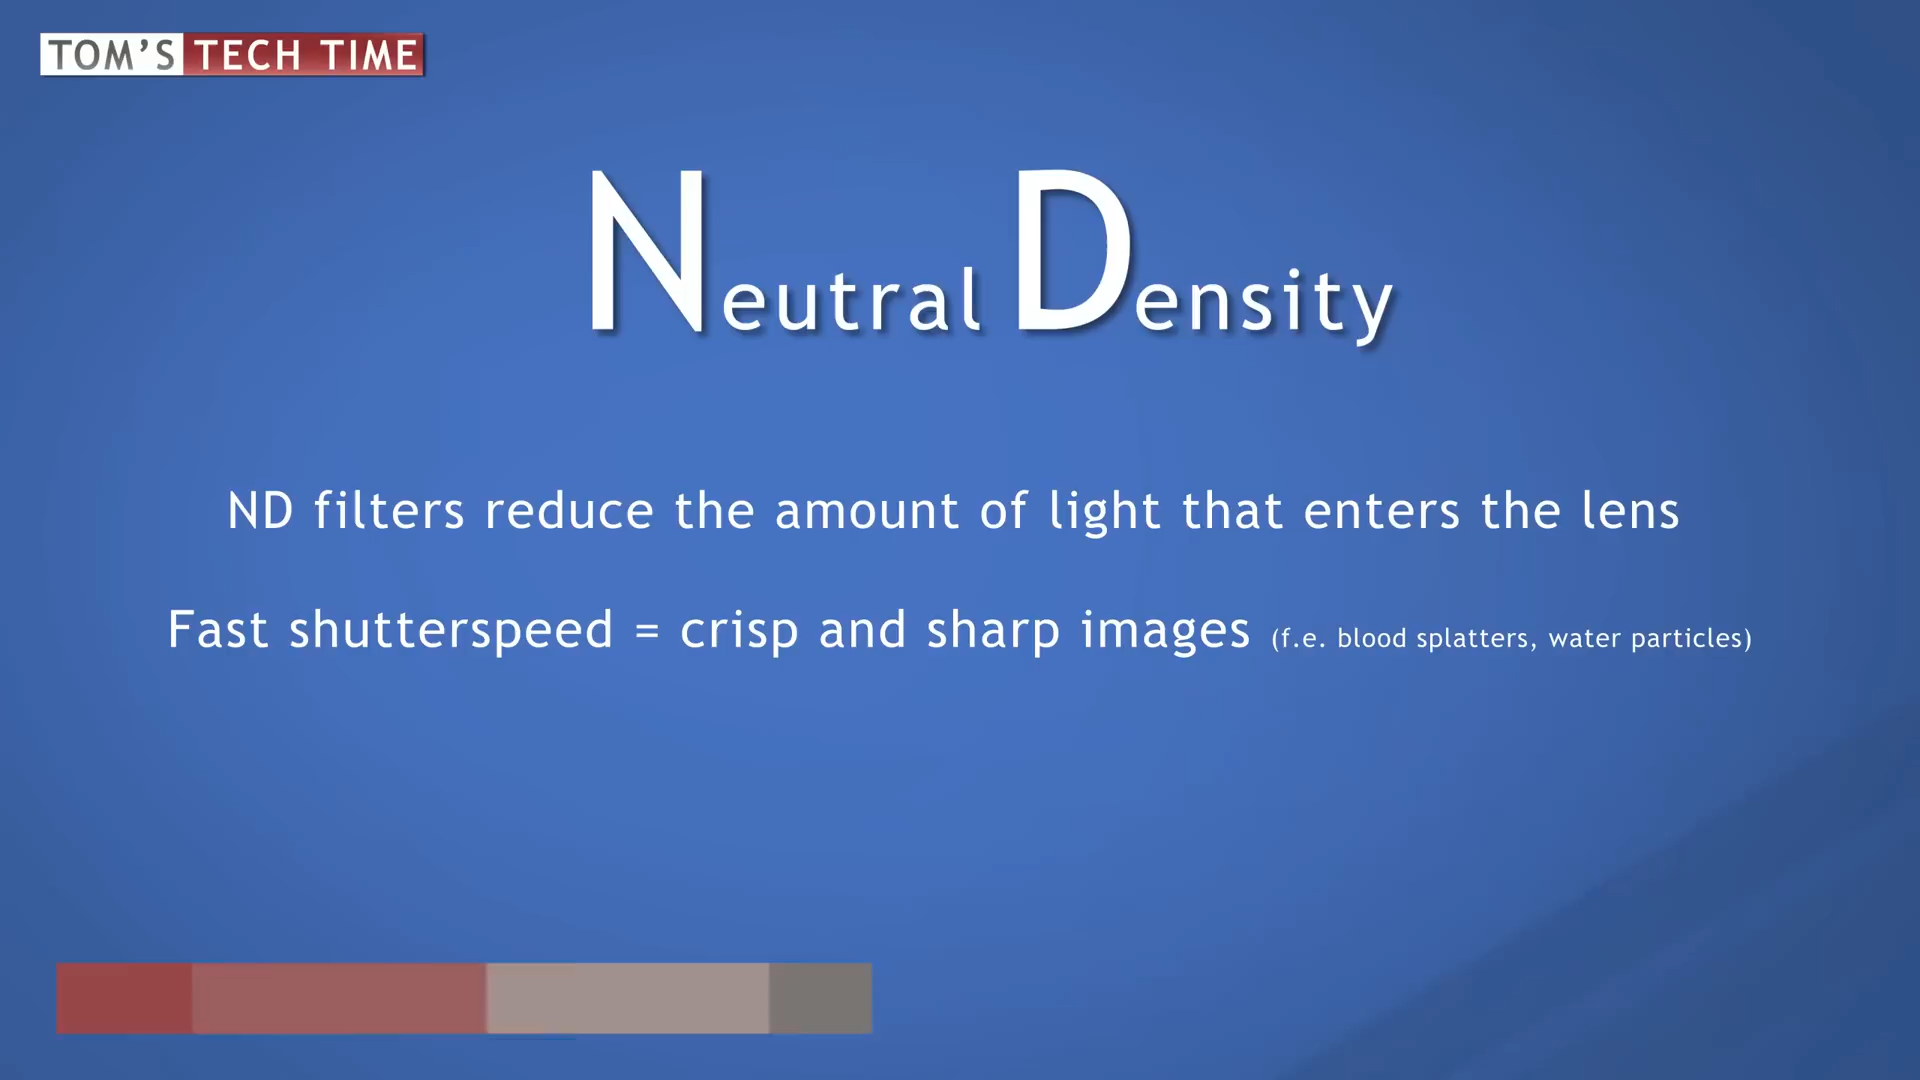 TOM'S TECH TIME
Neutral Density
ND filters reduce the amount of light that enters the lens
Fast shutterspeed = crisp and sharp images (f.e. blood splatters, water particles)